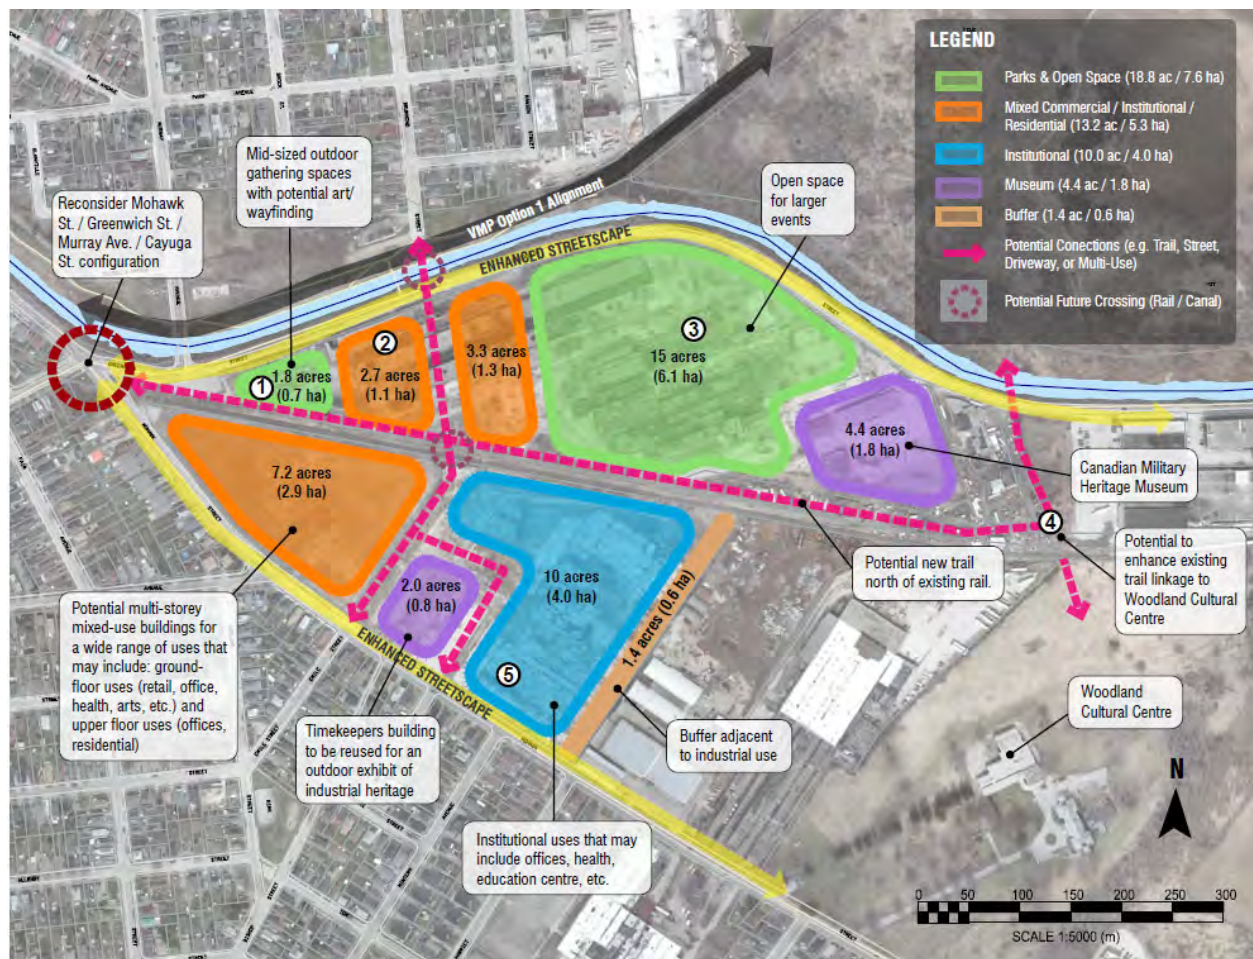 LEGEND
Parks & Open Space (18.8 ac / 7.6 ha)
Mixed Commercial / Institutional /
Residential (13.2 ac / 5.3 ha)
Institutional (10.0 ac / 4.0 ha)
Museum (4.4 ac / 1.8 ha)
Buffer (1.4 ac / 0.6 ha)
Potential Conections (e.g. Trail, Street,
Driveway, or Multi-Use)
Potential Future Crossing (Rail / Canal)
Mid-sized outdoor
gathering spaces
with potential art/
wayfinding
Reconsider Mohawk
St. / Greenwich St. /
Murray Ave. / Cayuga
St. configuration
VMP Option 1 Alignment
ENHANCED STREETSCAPE
STREET
STREET
Open space
for larger
events
1
1.8 acres
(0.7 ha)
2
2.7 acres
(1.1 ha)
3.3 acres
(1.3 ha)
3
15 acres
(6.1 ha)
4.4 acres
(1.8 ha)
Canadian Military
Heritage Museum
7.2 acres
(2.9 ha)
4
Potential to
enhance existing
trail linkage to
Woodland Cultural
Centre
Potential new trail
north of existing rail.
2.0 acres
(0.8 ha)
10 acres
(4.0 ha)
1.4 acres (0.6 ha)
5
ENHANCED STREETSCAPE
Potential multi-storey
mixed-use buildings for
a wide range of uses that
may include: ground-
floor uses (retail, office,
health, arts, etc.) and
upper floor uses (offices,
residential)
Timekeepers building
to be reused for an
outdoor exhibit of
industrial heritage
Buffer adjacent
to industrial use
Woodland
Cultural Centre
Institutional uses that may
include offices, health,
education centre, etc.
N
0 50 100 150 200 250 300
SCALE 1:5000 (m)